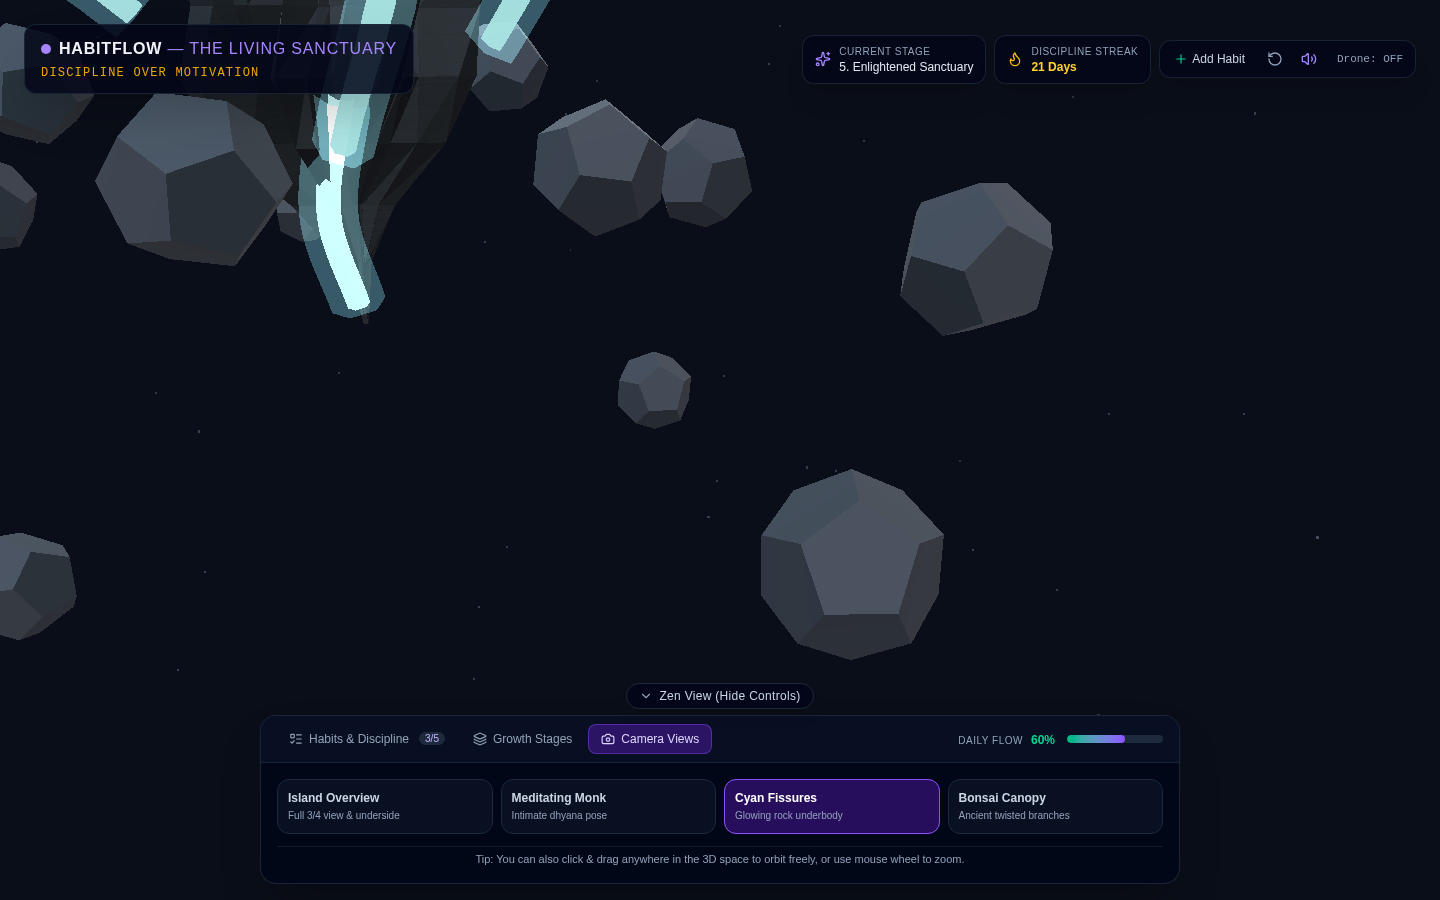 HABITFLOW — THE LIVING SANCTUARY
DISCIPLINE OVER MOTIVATION
CURRENT STAGE
5. Enlightened Sanctuary
DISCIPLINE STREAK
21 Days
Add Habit
Drone: OFF
Zen View (Hide Controls)
Habits & Discipline 3/5
Growth Stages
Camera Views
DAILY FLOW 60%
Island Overview
Full 3/4 view & underside
Meditating Monk
Intimate dhyana pose
Cyan Fissures
Glowing rock underbody
Bonsai Canopy
Ancient twisted branches
Tip: You can also click & drag anywhere in the 3D space to orbit freely, or use mouse wheel to zoom.